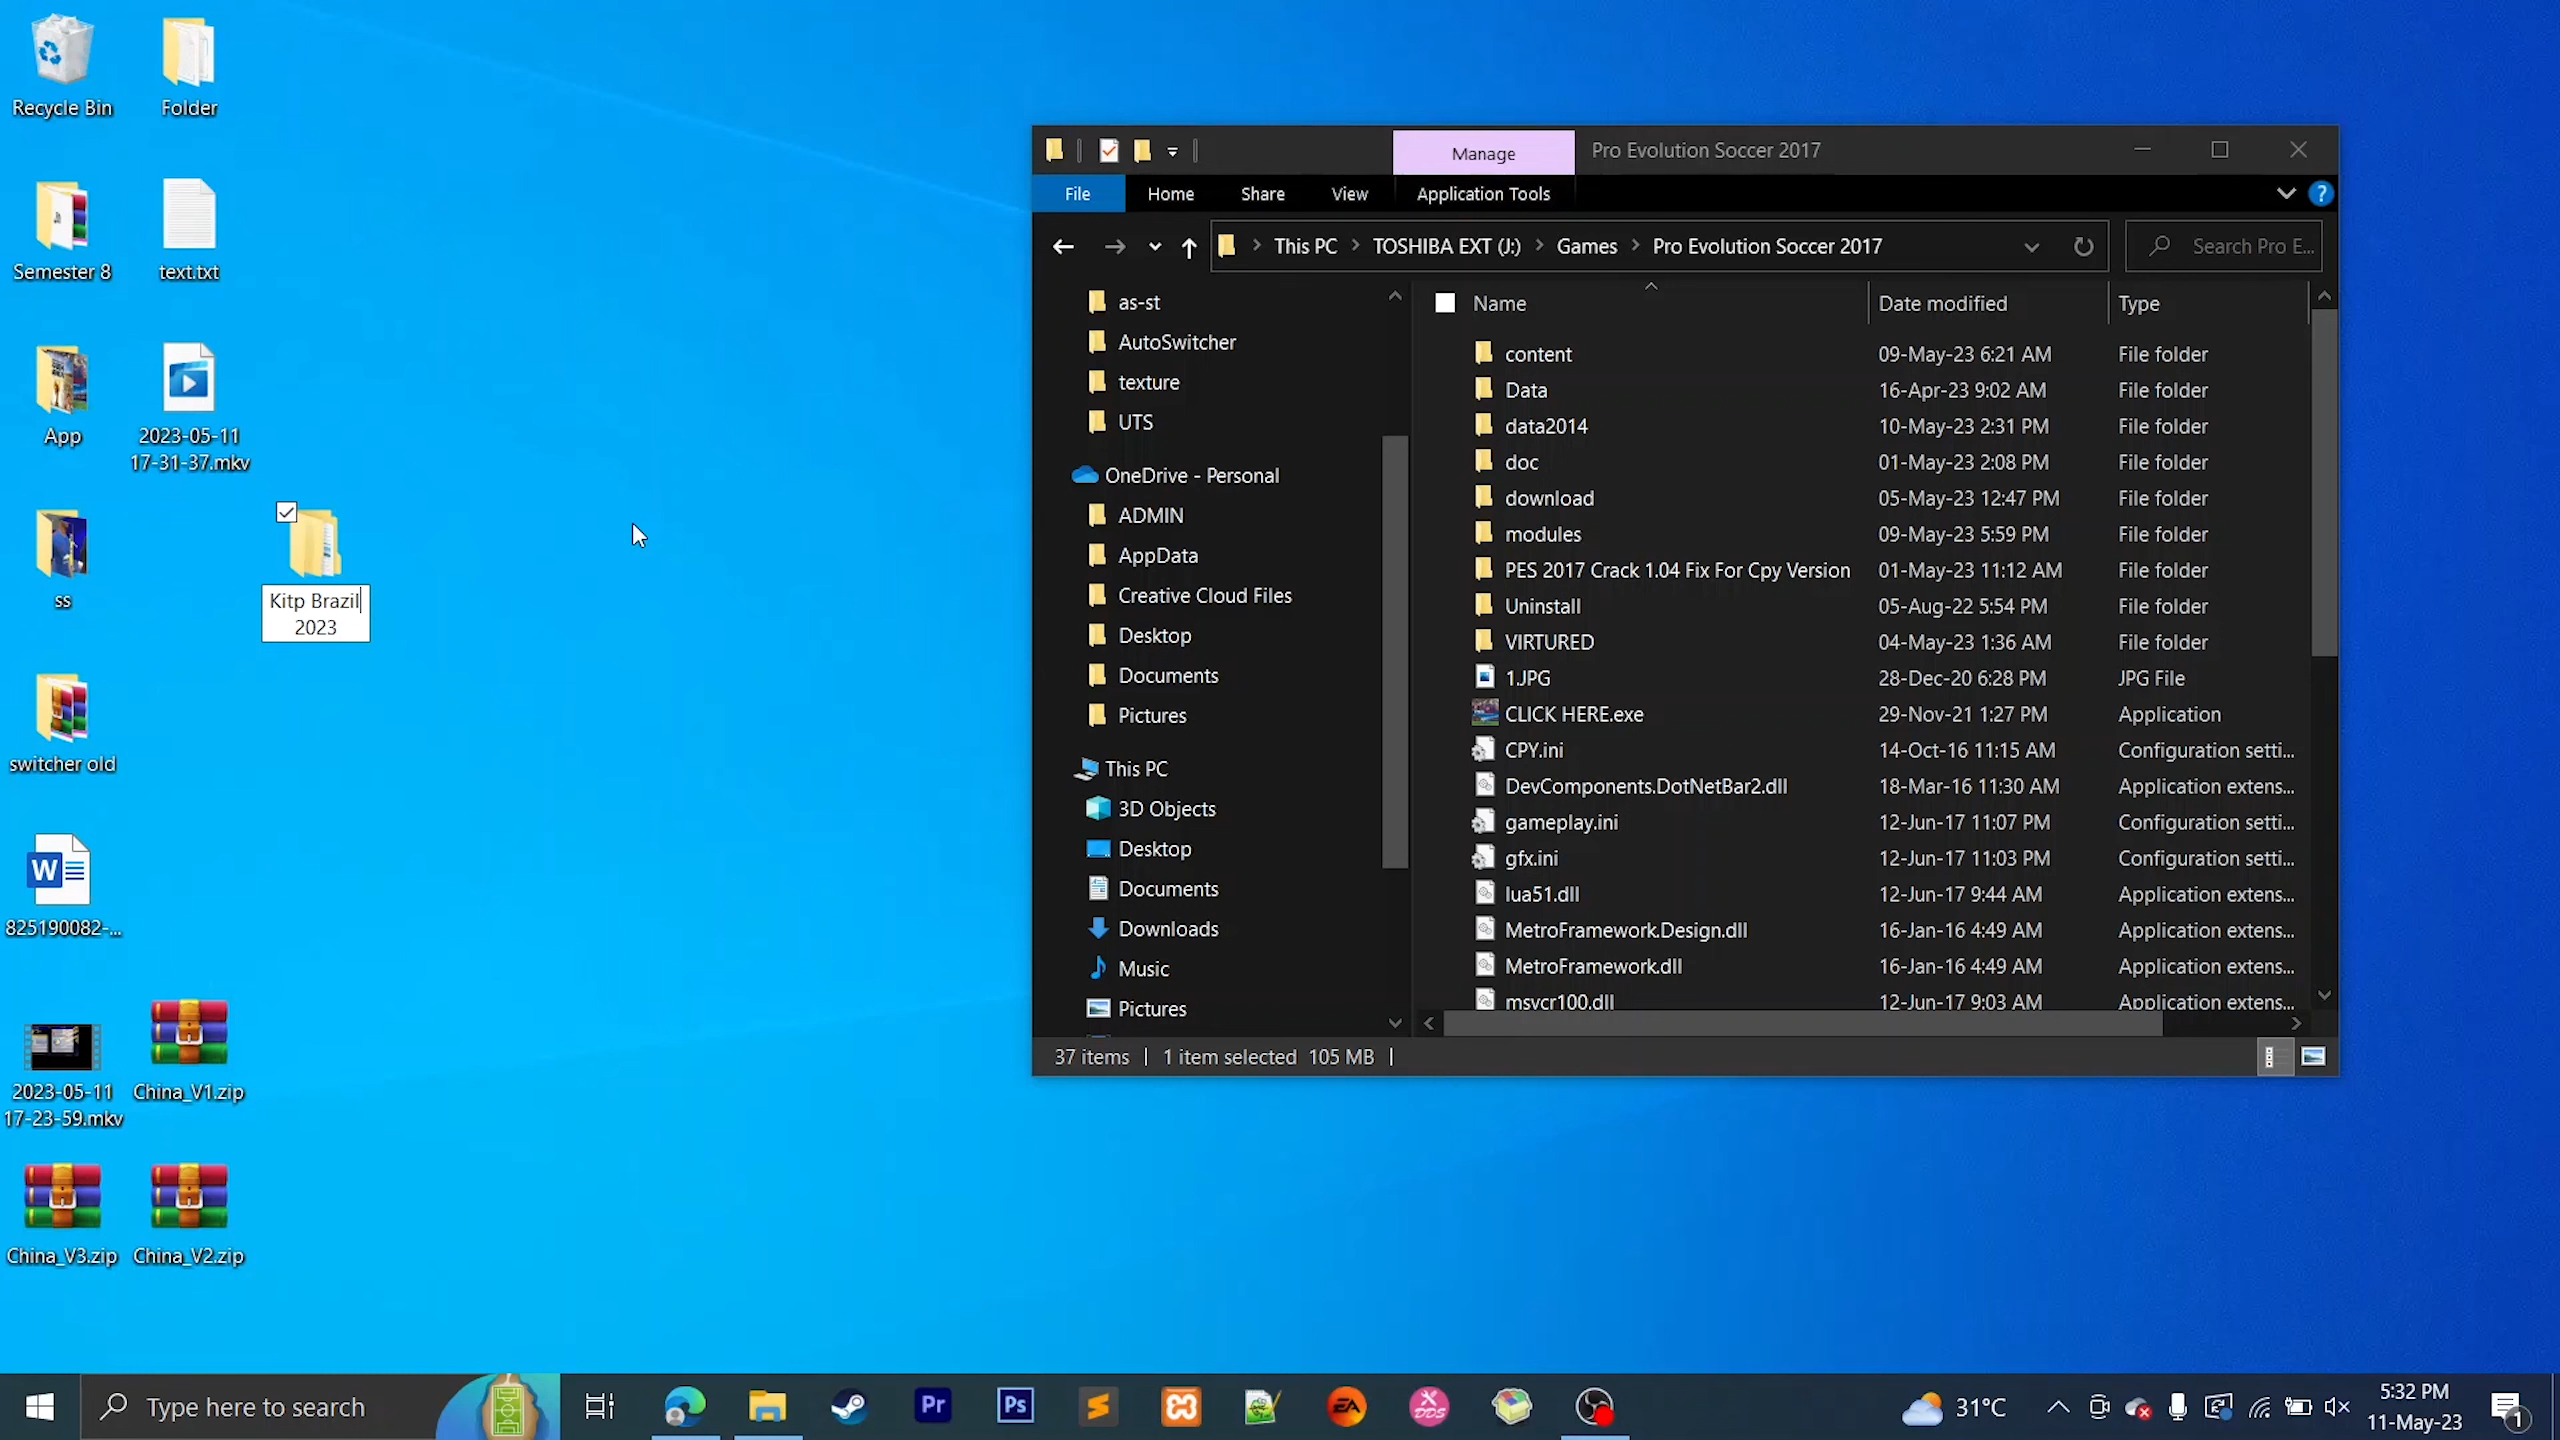 Recycle Bin
Folder
Semester 8
text.txt
App
2023-05-11
17-31-37.mkv
ss
Kitp Brazil
2023
switcher old
825190082-...
2023-05-11
17-23-59.mkv
China_V1.zip
China_V3.zip
China_V2.zip
Manage
Pro Evolution Soccer 2017
File
Home
Share
View
Application Tools
This PC
TOSHIBA EXT (J:)
Games
Pro Evolution Soccer 2017
Search Pro E...
as-st
AutoSwitcher
texture
UTS
OneDrive - Personal
ADMIN
AppData
Creative Cloud Files
Desktop
Documents
Pictures
This PC
3D Objects
Desktop
Documents
Downloads
Music
Pictures
Name Date modified Type
content 09-May-23 6:21 AM File folder
Data 16-Apr-23 9:02 AM File folder
data2014 10-May-23 2:31 PM File folder
doc 01-May-23 2:08 PM File folder
download 05-May-23 12:47 PM File folder
modules 09-May-23 5:59 PM File folder
PES 2017 Crack 1.04 Fix For Cpy Version 01-May-23 11:12 AM File folder
Uninstall 05-Aug-22 5:54 PM File folder
VIRTURED 04-May-23 1:36 AM File folder
1.JPG 28-Dec-20 6:28 PM JPG File
CLICK HERE.exe 29-Nov-21 1:27 PM Application
CPY.ini 14-Oct-16 11:15 AM Configuration setti...
DevComponents.DotNetBar2.dll 18-Mar-16 11:30 AM Application extens...
gameplay.ini 12-Jun-17 11:07 PM Configuration setti...
gfx.ini 12-Jun-17 11:03 PM Configuration setti...
lua51.dll 12-Jun-17 9:44 AM Application extens...
MetroFramework.Design.dll 16-Jan-16 4:49 AM Application extens...
MetroFramework.dll 16-Jan-16 4:49 AM Application extens...
msvcr100.dll 12-Jun-17 9:03 AM Application extens...
37 items 1 item selected 105 MB
Type here to search
Pr
Ps
EA
DDS
31°C
5:32 PM
11-May-23
1